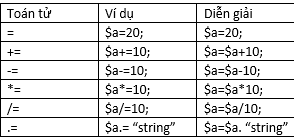 Toán tử Ví dụ Diễn giải
= $a=20; $a=20;
+= $a+=10; $a=$a+10;
-= $a-=10; $a=$a-10;
*= $a*=10; $a=$a*10;
/= $a/=10; $a=$a/10;
.= $a.= “string” $a=$a. “string”